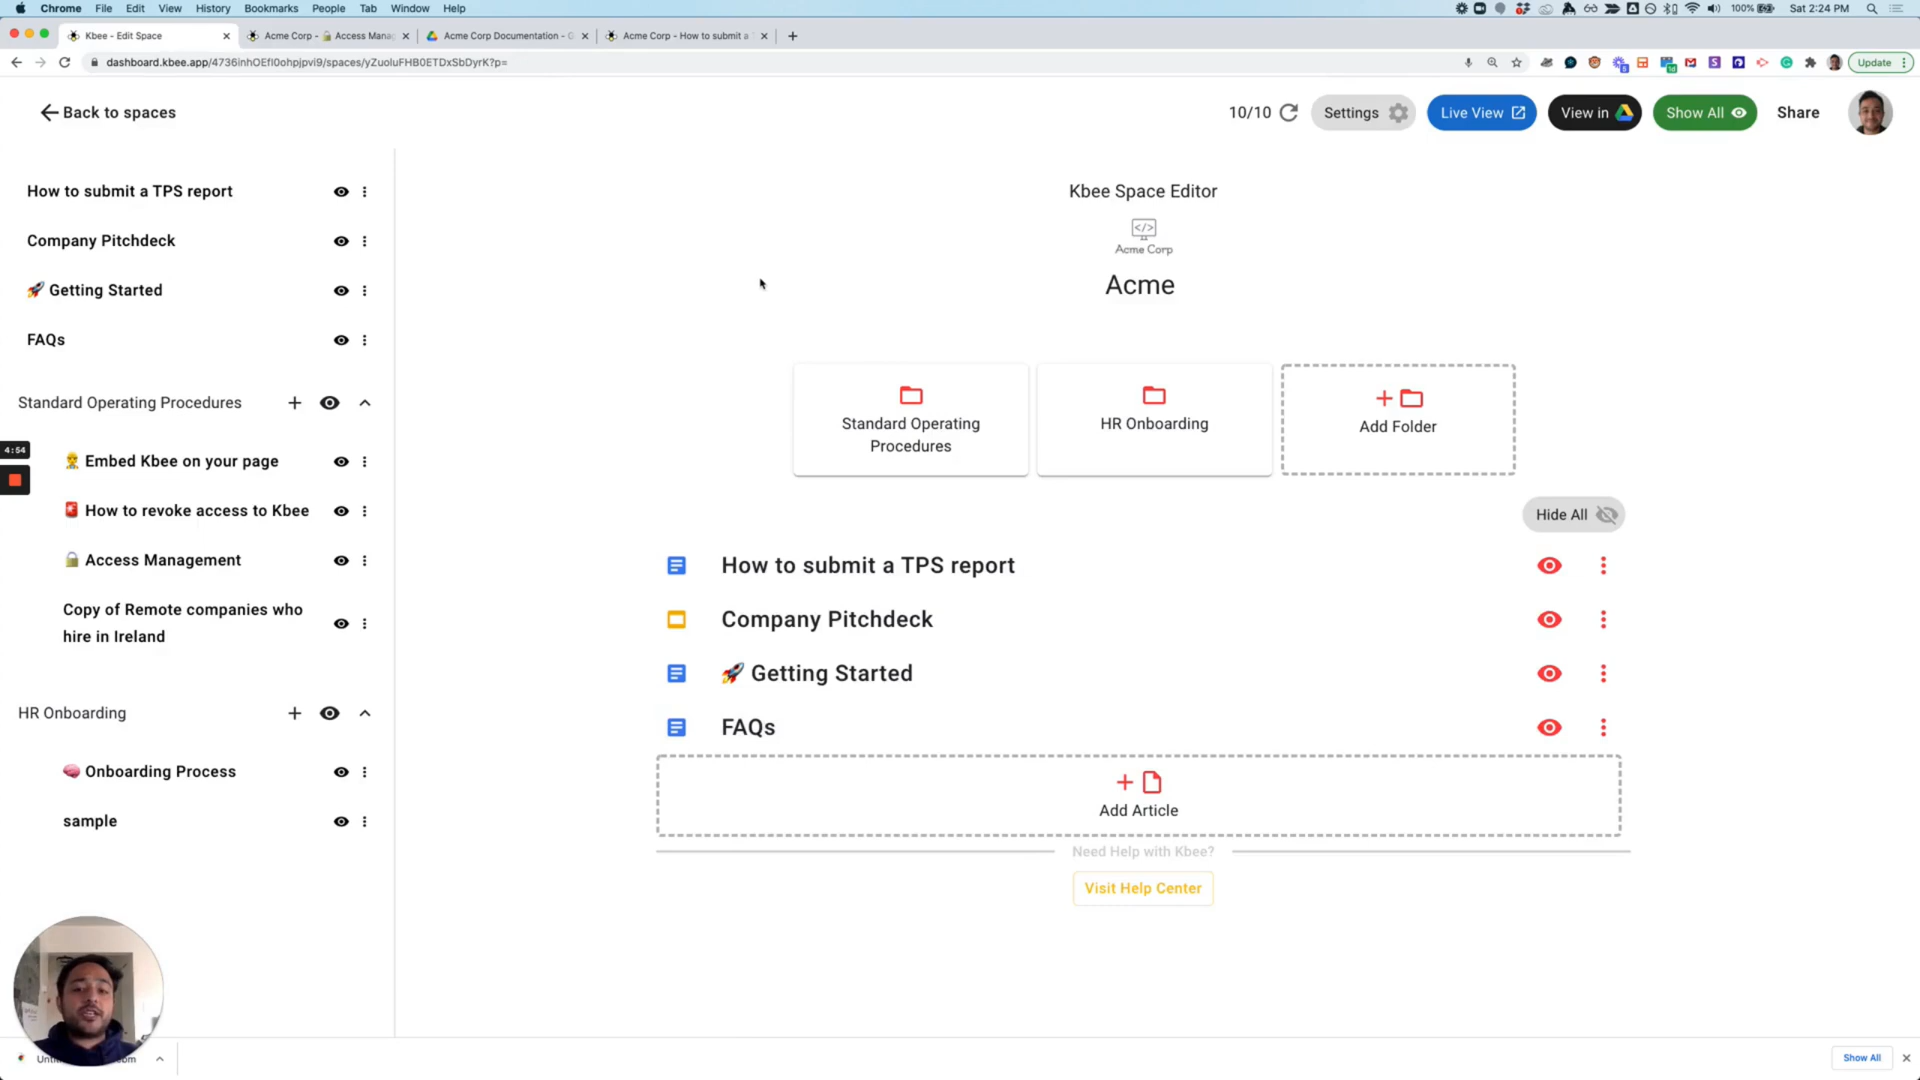 Chrome File Edit View History Bookmarks People Tab Window Help
100% Sat 2:24 PM
Kbee - Edit Space
Acme Corp - 🔒 Access Mana
Acme Corp Documentation - G
Acme Corp - How to submit a T
dashboard.kbee.app/4736inhOEfI0ohpjpvi9/spaces/yZuoluFHB0ETDxSbDyrK?p=
Update
Back to spaces
10/10
Settings
Live View
View in
Show All
Share
How to submit a TPS report
Company Pitchdeck
🚀 Getting Started
FAQs
Standard Operating Procedures
👷 Embed Kbee on your page
🚨 How to revoke access to Kbee
🔒 Access Management
Copy of Remote companies who
hire in Ireland
HR Onboarding
🧠 Onboarding Process
sample
4:54
Kbee Space Editor
</>
Acme Corp
Acme
Standard Operating
Procedures
HR Onboarding
Add Folder
Hide All
How to submit a TPS report
Company Pitchdeck
🚀 Getting Started
FAQs
Add Article
Need Help with Kbee?
Visit Help Center
Show All